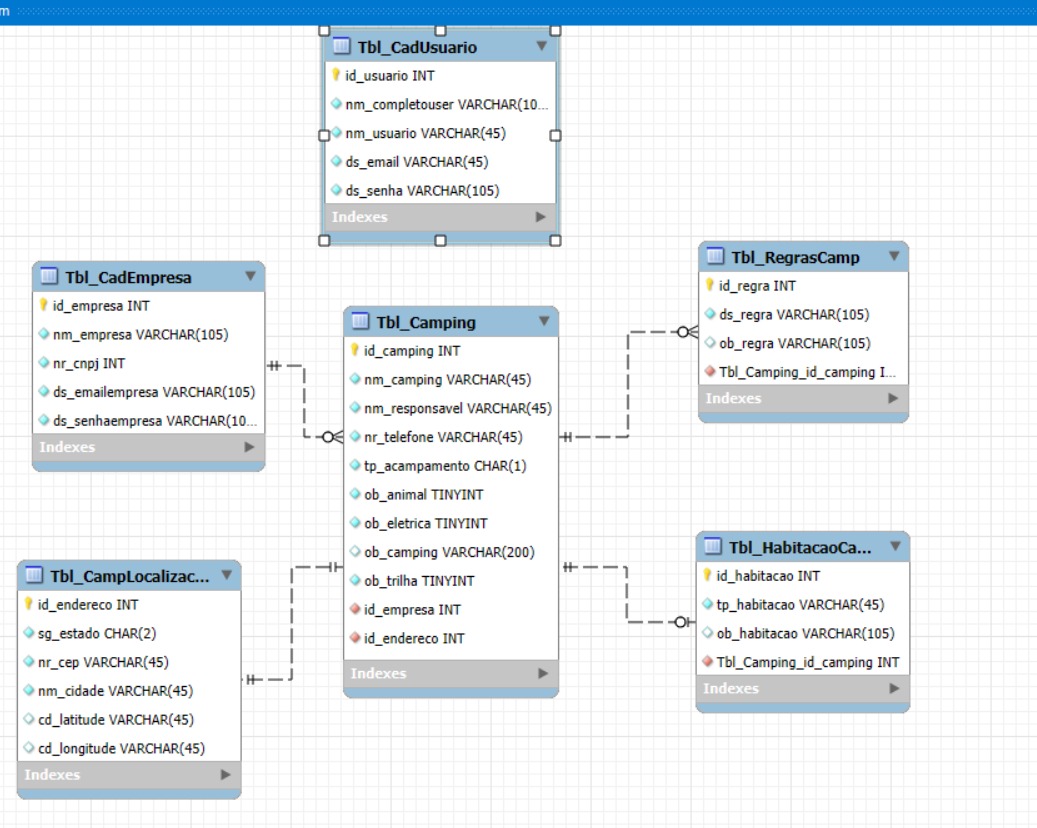 m
Tbl_CadUsuario
id_usuario INT
nm_completouser VARCHAR(10...
nm_usuario VARCHAR(45)
ds_email VARCHAR(45)
ds_senha VARCHAR(105)
Indexes
Tbl_CadEmpresa
id_empresa INT
nm_empresa VARCHAR(105)
nr_cnpj INT
ds_emailempresa VARCHAR(105)
ds_senhaempresa VARCHAR(10...
Indexes
Tbl_Camping
id_camping INT
nm_camping VARCHAR(45)
nm_responsavel VARCHAR(45)
nr_telefone VARCHAR(45)
tp_acampamento CHAR(1)
ob_animal TINYINT
ob_eletrica TINYINT
ob_camping VARCHAR(200)
ob_trilha TINYINT
id_empresa INT
id_endereco INT
Indexes
Tbl_RegrasCamp
id_regra INT
ds_regra VARCHAR(105)
ob_regra VARCHAR(105)
Tbl_Camping_id_camping I...
Indexes
Tbl_CampLocalizac...
id_endereco INT
sg_estado CHAR(2)
nr_cep VARCHAR(45)
nm_cidade VARCHAR(45)
cd_latitude VARCHAR(45)
cd_longitude VARCHAR(45)
Indexes
Tbl_HabitacaoCa...
id_habitacao INT
tp_habitacao VARCHAR(45)
ob_habitacao VARCHAR(105)
Tbl_Camping_id_camping INT
Indexes